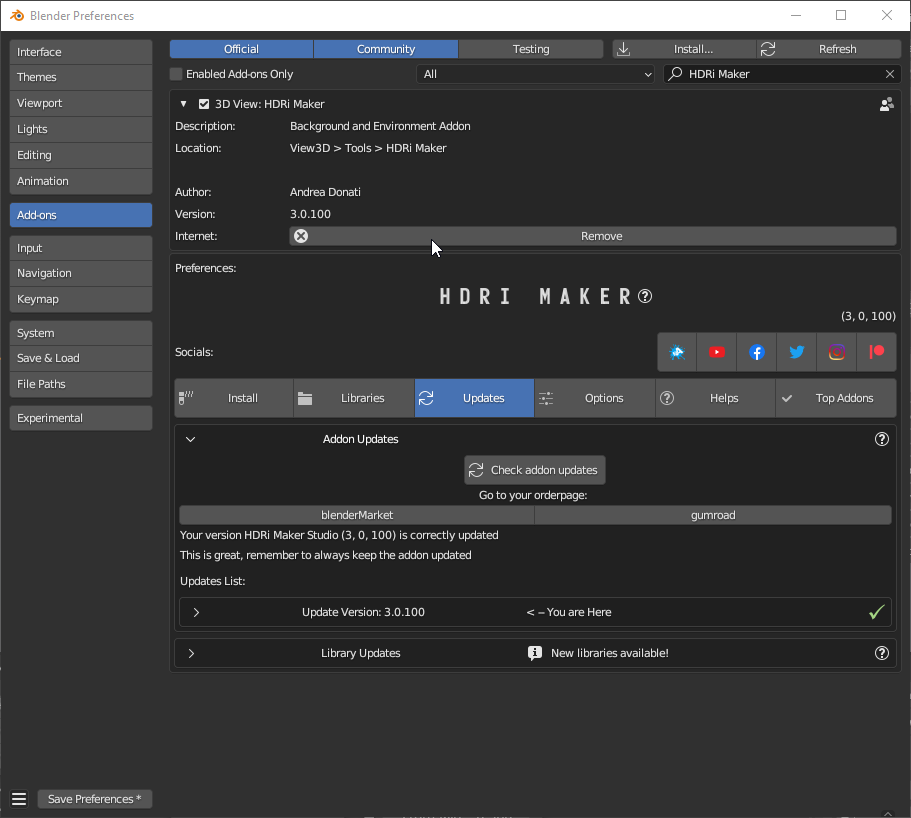 Blender Preferences
Interface
Themes
Viewport
Lights
Editing
Animation
Add-ons
Input
Navigation
Keymap
System
Save & Load
File Paths
Experimental
Save Preferences *
Official Community Testing Install... Refresh
Enabled Add-ons Only All HDRi Maker
3D View: HDRi Maker
Description: Background and Environment Addon
Location: View3D > Tools > HDRi Maker
Author: Andrea Donati
Version: 3.0.100
Internet: Remove
Preferences:
HDRI MAKER
(3, 0, 100)
Socials:
Install Libraries Updates Options Helps Top Addons
Addon Updates
Check addon updates
Go to your orderpage:
blenderMarket gumroad
Your version HDRi Maker Studio (3, 0, 100) is correctly updated
This is great, remember to always keep the addon updated
Updates List:
Update Version: 3.0.100 < -- You are Here
Library Updates New libraries available!